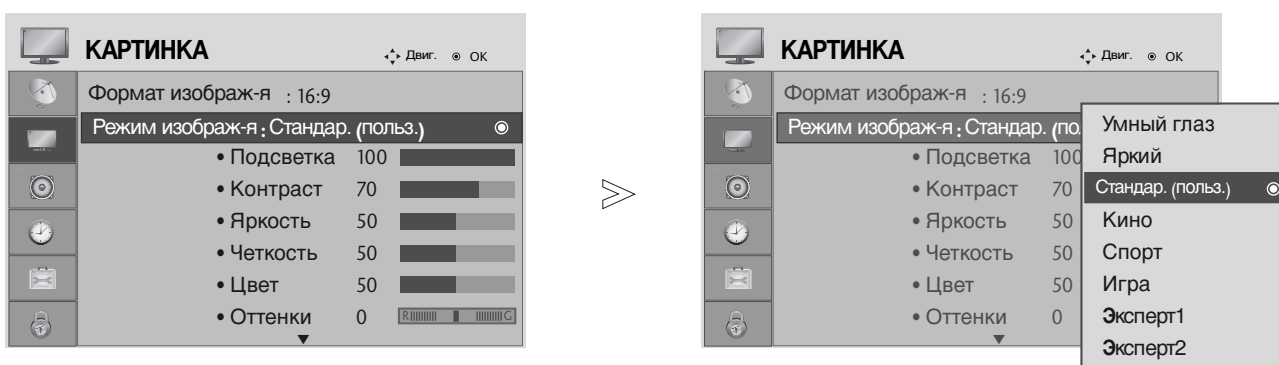 КАРТИНКА
Двиг. ОК
Формат изображ-я : 16:9
Режим изображ-я : Стандар. (польз.)
• Подсветка 100
• Контраст 70
• Яркость 50
• Четкость 50
• Цвет 50
• Оттенки 0 R G
КАРТИНКА
Двиг. ОК
Формат изображ-я : 16:9
Режим изображ-я : Стандар. (по
• Подсветка 100
• Контраст 70
• Яркость 50
• Четкость 50
• Цвет 50
• Оттенки 0
Умный глаз
Яркий
Стандар. (польз.)
Кино
Спорт
Игра
Эксперт1
Эксперт2